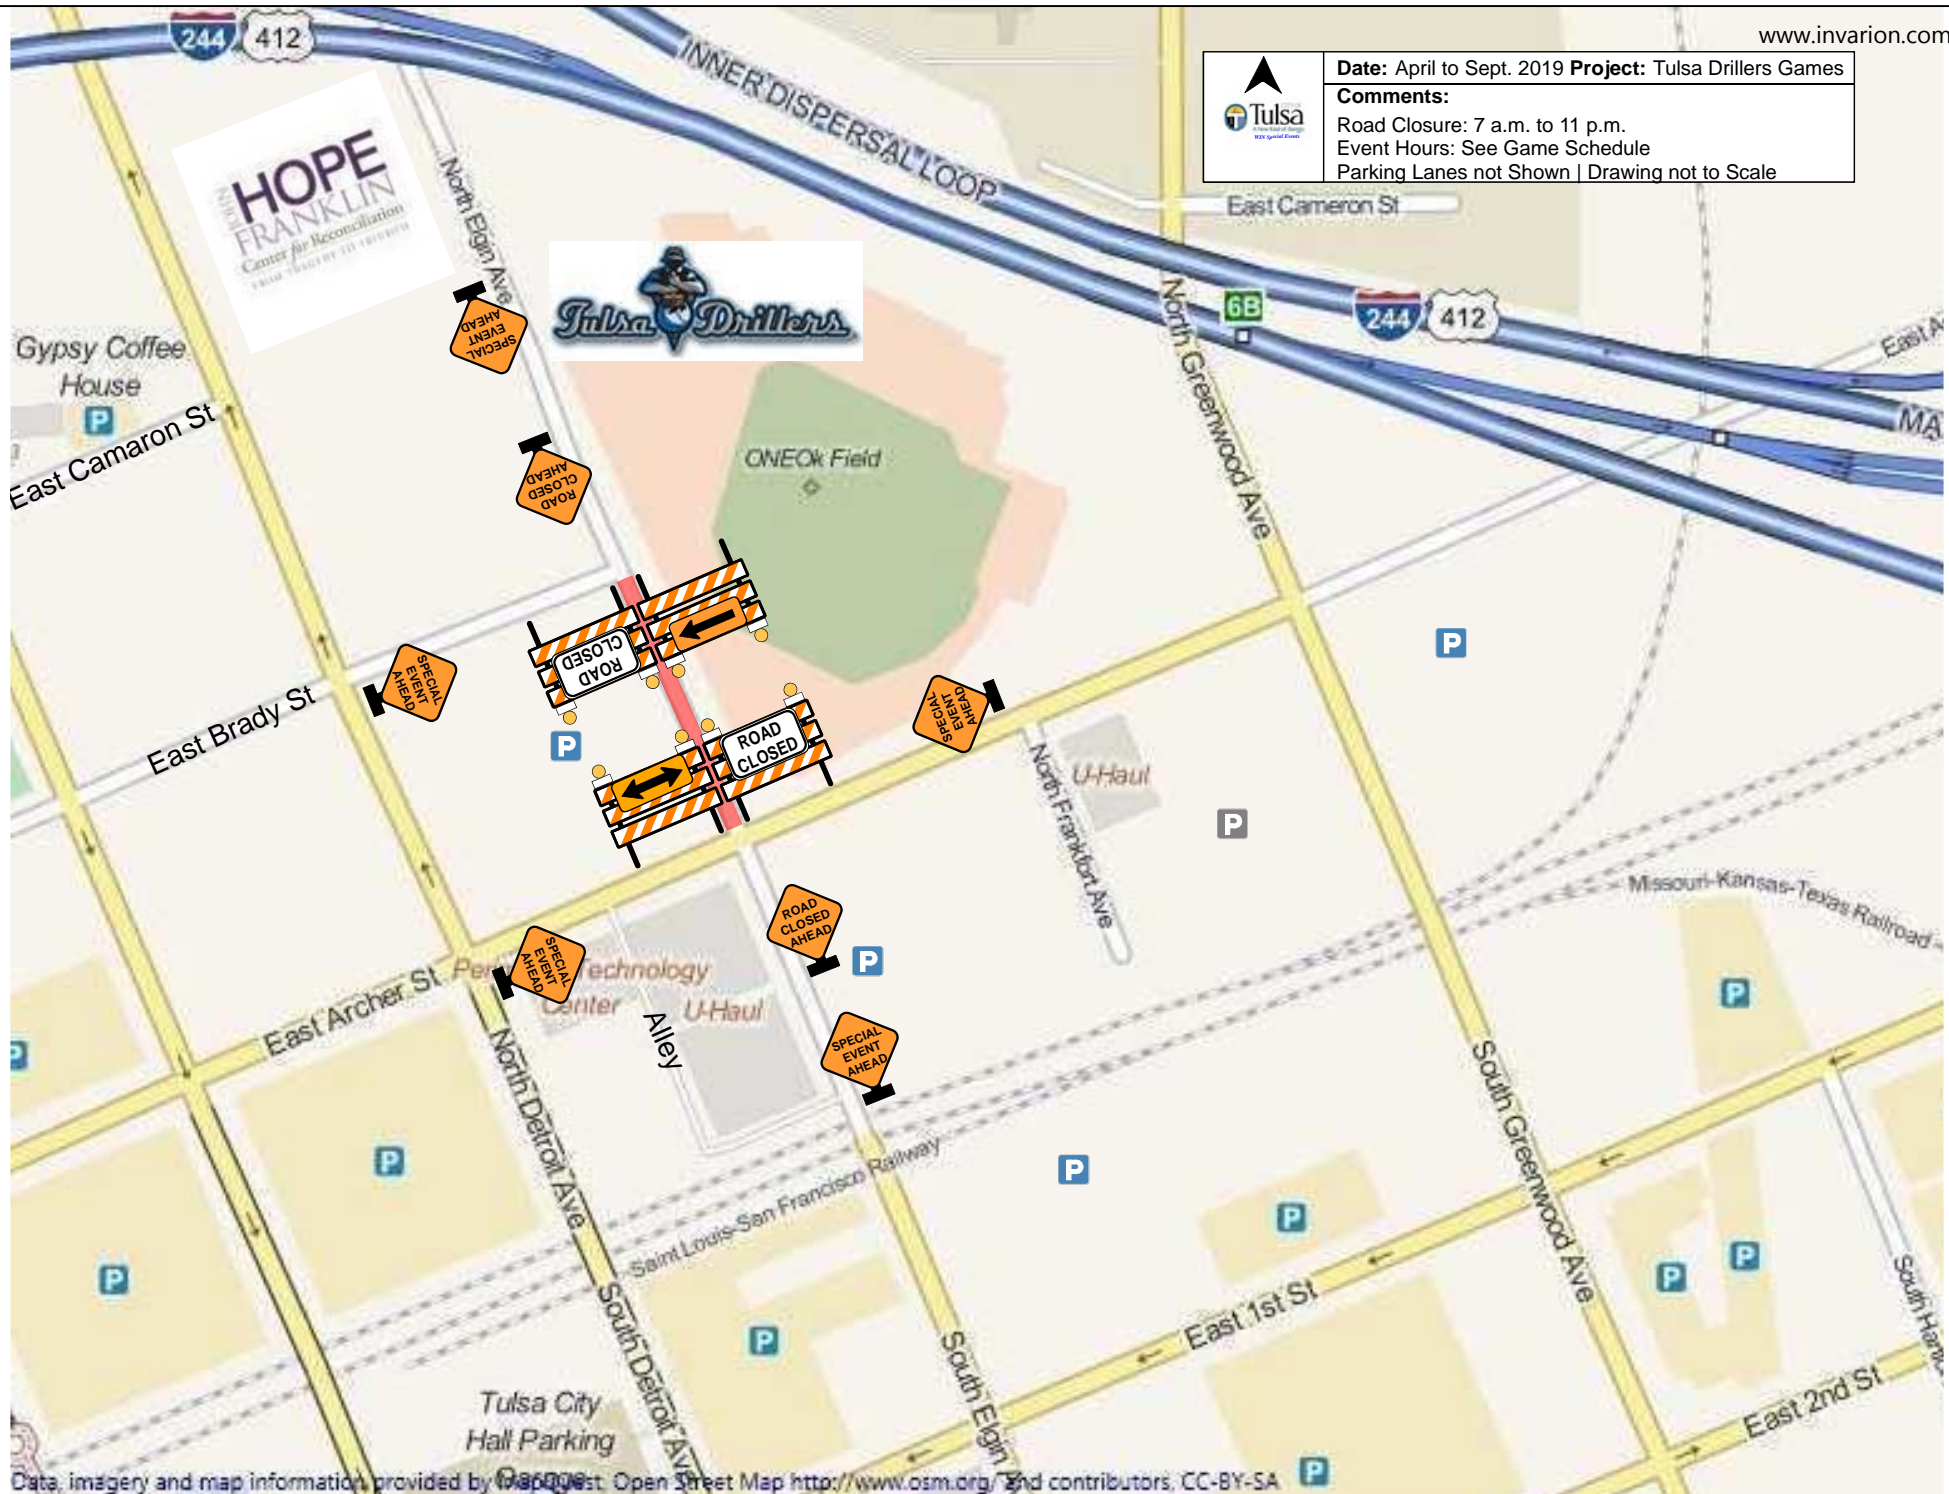 www.invarion.com
244
412
INNER DISPERSAL LOOP
Date: April to Sept. 2019 Project: Tulsa Drillers Games
Comments:
Road Closure: 7 a.m. to 11 p.m.
Event Hours: See Game Schedule
Parking Lanes not Shown | Drawing not to Scale
Tulsa
HOPE
FRANKLIN
Center for Reconciliation
FROM TRAGEDY TO TRIUMPH
North Elgin Ave
East Cameron St
Tulsa Drillers
SPECIAL
EVENT
AHEAD
6B
244
412
North Greenwood Ave
East A
MA
Gypsy Coffee
House
P
East Camaron St
ROAD
CLOSED
AHEAD
ONEOk Field
ROAD
CLOSED
P
SPECIAL
EVENT
AHEAD
East Brady St
P
SPECIAL
EVENT
AHEAD
ROAD
CLOSED
North Frankfort Ave
U-Haul
P
ROAD
CLOSED
AHEAD
P
Missouri-Kansas-Texas Railroad
SPECIAL
EVENT
AHEAD
Technology
Center
U-Haul
Alley
East Archer St
P
P
SPECIAL
EVENT
AHEAD
North Detroit Ave
South Greenwood Ave
P
P
Saint Louis-San Francisco Railway
P
P
P
P
P
South Detroit Ave
East 1st St
P
South Elgin A
East 2nd St
Tulsa City
Hall Parking
P
Data, imagery and map information provided by MapQuest, Open Street Map http://www.osm.org/ and contributors, CC-BY-SA